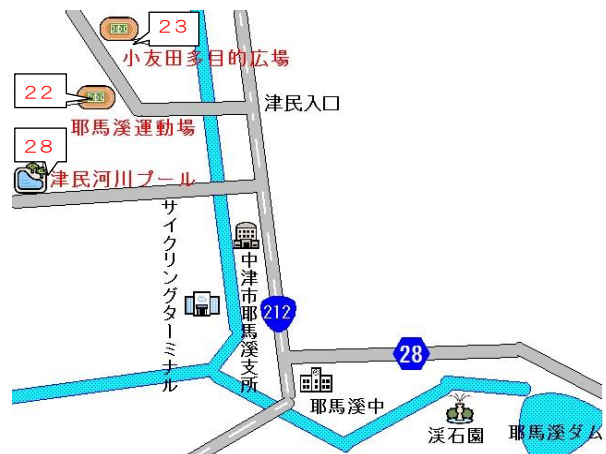 23
小友田多目的広場
22
津民入口
耶馬溪運動場
28
津民河川プール
サイクリングターミナル
中津市耶馬溪支所
212
28
耶馬溪中
渓石園
耶馬溪ダム